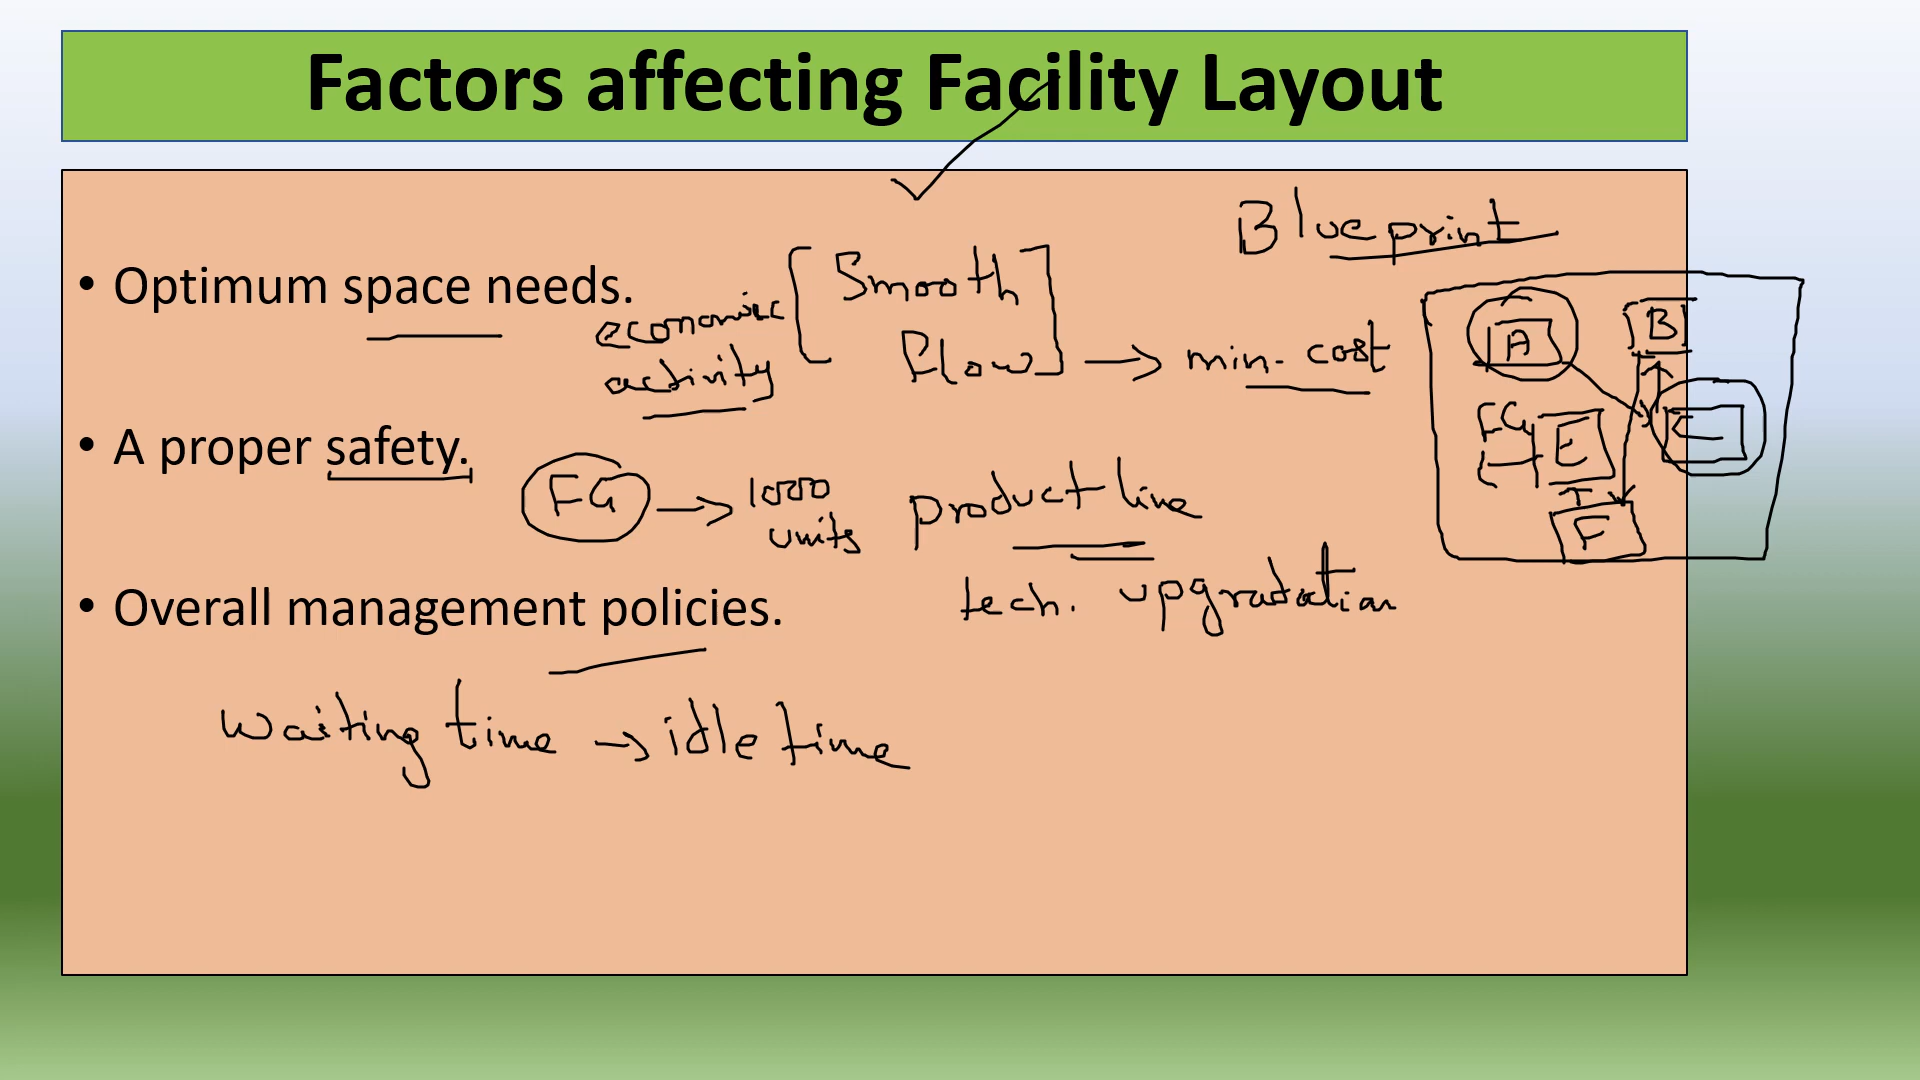 Factors affecting Facility Layout
Blueprint
• Optimum space needs.
economic
activity
Smooth
Flow
→ min. cost
A
B
C
FG
E
F
• A proper safety.
FG → 1000
units
product line
tech. upgradation
• Overall management policies.
waiting time → idle time